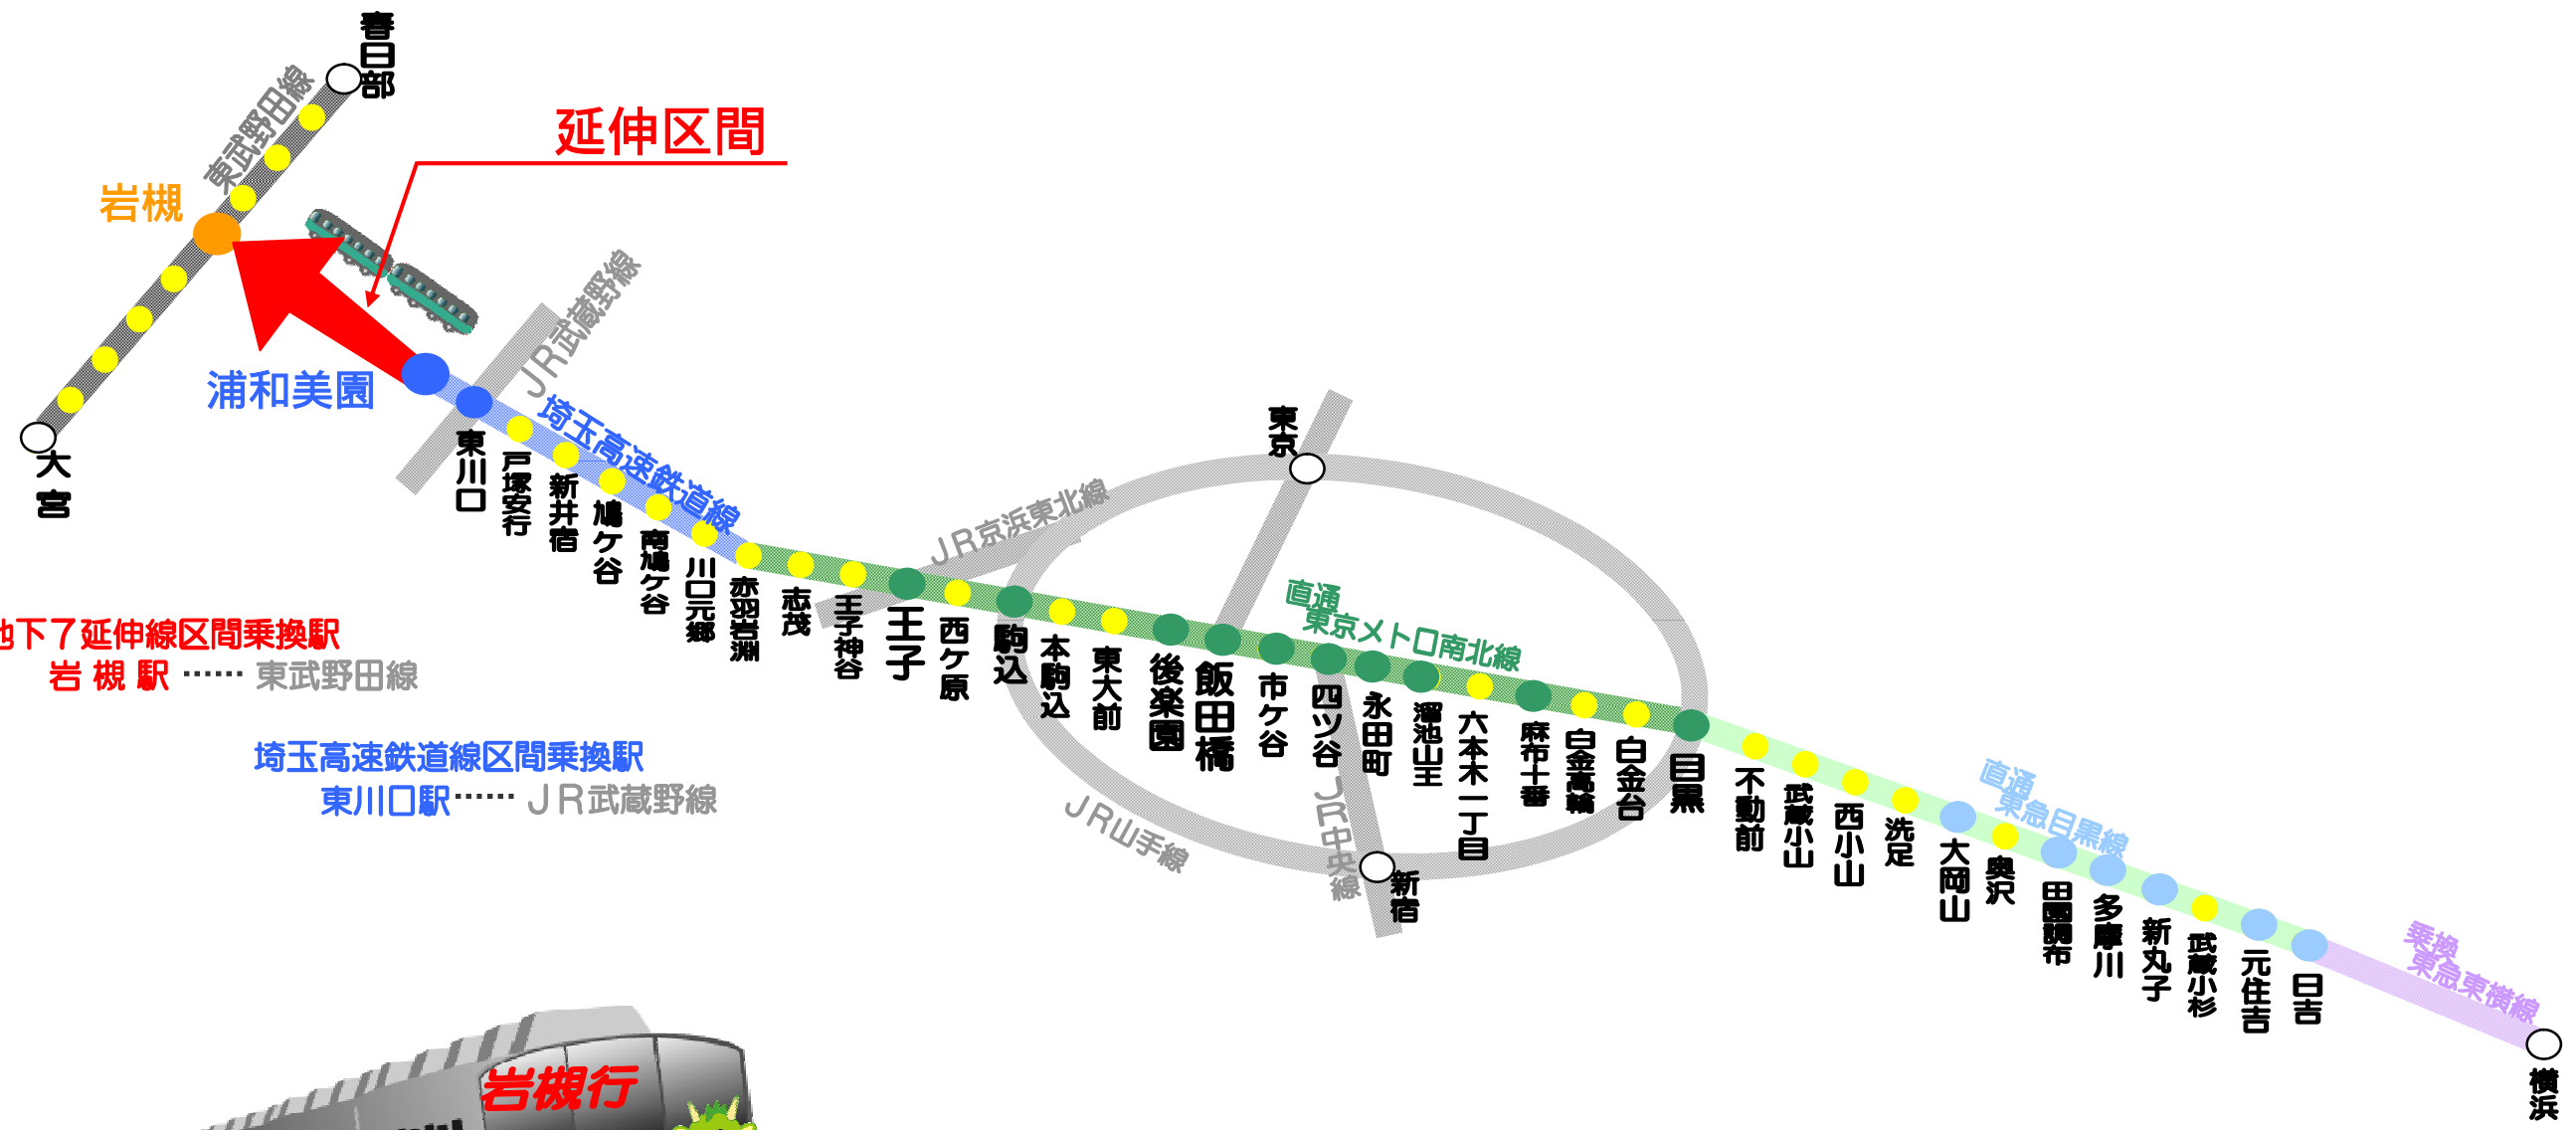 春日部
東武野田線
延伸区間
岩槻
JR武蔵野線
浦和美園
埼玉高速鉄道線
大宮
東川口
戸塚安行
新井宿
鳩ケ谷
南鳩ケ谷
川口元郷
赤羽岩淵
志茂
王子神谷
王子
西ケ原
駒込
本駒込
東大前
後楽園
飯田橋
市ケ谷
四ツ谷
永田町
溜池山王
六本木一丁目
麻布十番
白金高輪
白金台
目黒
東京
JR京浜東北線
直通
東京メトロ南北線
JR山手線
JR中央線
新宿
不動前
武蔵小山
西小山
洗足
大岡山
奥沢
田園調布
多摩川
新丸子
武蔵小杉
元住吉
日吉
直通
東急目黒線
乗換
東急東横線
横浜
地下7延伸線区間乗換駅
岩槻駅……東武野田線
埼玉高速鉄道線区間乗換駅
東川口駅……JR武蔵野線
岩槻行